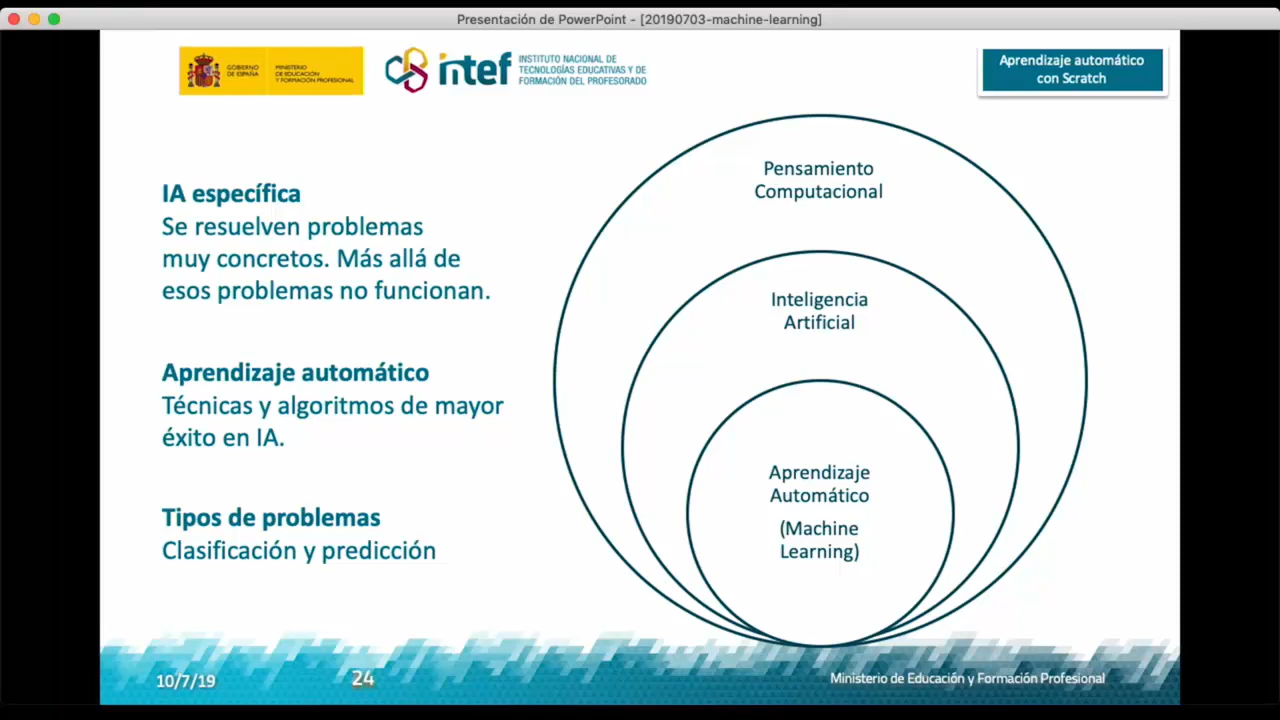 Presentación de PowerPoint - [20190703-machine-learning]
GOBIERNO
DE ESPAÑA
MINISTERIO
DE EDUCACIÓN
Y FORMACIÓN PROFESIONAL
intef
INSTITUTO NACIONAL DE
TECNOLOGÍAS EDUCATIVAS Y DE
FORMACIÓN DEL PROFESORADO
Aprendizaje automático
con Scratch
IA específica
Se resuelven problemas
muy concretos. Más allá de
esos problemas no funcionan.
Aprendizaje automático
Técnicas y algoritmos de mayor
éxito en IA.
Tipos de problemas
Clasificación y predicción
Pensamiento
Computacional
Inteligencia
Artificial
Aprendizaje
Automático
(Machine
Learning)
10/7/19
24
Ministerio de Educación y Formación Profesional